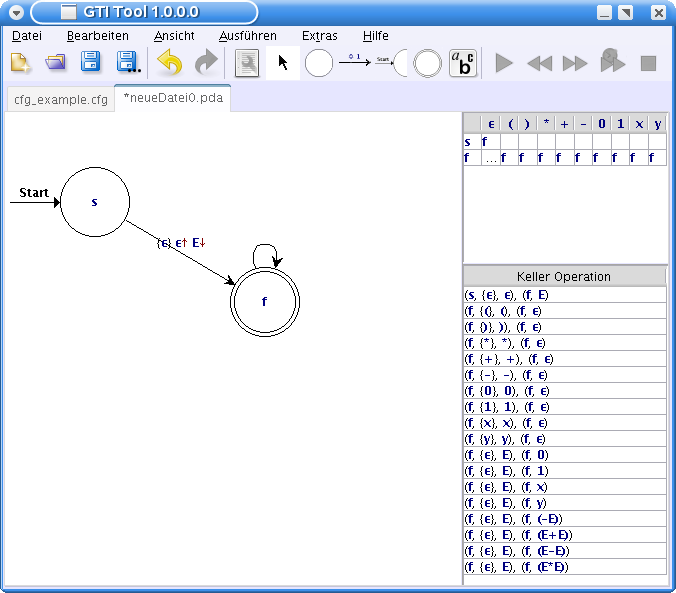 GTI Tool 1.0.0.0
Datei Bearbeiten Ansicht Ausführen Extras Hilfe
0 1 Start a b c
cfg_example.cfg *neueDatei0.pda
ϵ ( ) * + - 0 1 x y
s f
f ...f f f f f f f f f
Start
s
{ϵ} ϵ↑ E↓
f
Keller Operation
(s, {ϵ}, ϵ), (f, E)
(f, {(}, (), (f, ϵ)
(f, {)}, )), (f, ϵ)
(f, {*}, *), (f, ϵ)
(f, {+}, +), (f, ϵ)
(f, {-}, -), (f, ϵ)
(f, {0}, 0), (f, ϵ)
(f, {1}, 1), (f, ϵ)
(f, {x}, x), (f, ϵ)
(f, {y}, y), (f, ϵ)
(f, {ϵ}, E), (f, 0)
(f, {ϵ}, E), (f, 1)
(f, {ϵ}, E), (f, x)
(f, {ϵ}, E), (f, y)
(f, {ϵ}, E), (f, (-E))
(f, {ϵ}, E), (f, (E+E))
(f, {ϵ}, E), (f, (E-E))
(f, {ϵ}, E), (f, (E*E))